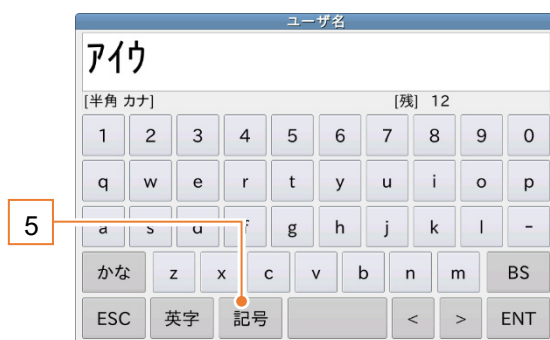 ユーザ名
ｱｲｳ
[半角 カナ] [残] 12
1 2 3 4 5 6 7 8 9 0
q w e r t y u i o p
5
a s d f g h j k l -
かな z x c v b n m BS
ESC 英字 記号 < > ENT